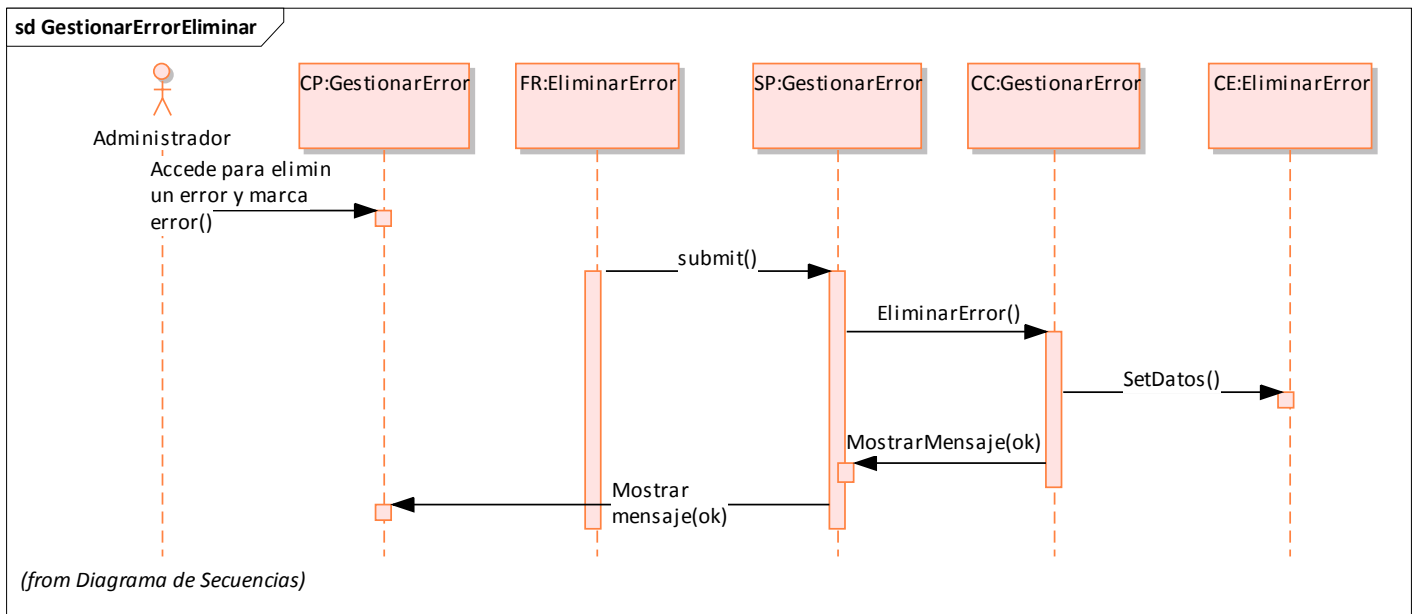 sd GestionarErrorEliminar
CP:GestionarError
FR:EliminarError
SP:GestionarError
CC:GestionarError
CE:EliminarError
Administrador
Accede para elimin
un error y marca
error()
submit()
EliminarError()
SetDatos()
MostrarMensaje(ok)
Mostrar
mensaje(ok)
(from Diagrama de Secuencias)